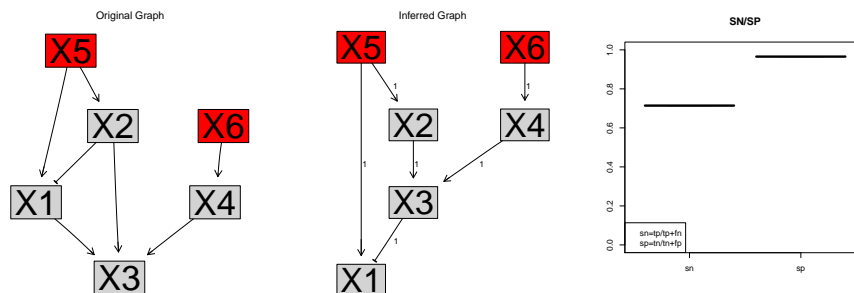 Original Graph
X5
X2
X6
X1
X4
X3
Inferred Graph
X5
X6
1
1
X2
X4
1
1
1
X3
1
X1
SN/SP
1.0
0.8
0.6
0.4
0.2
0.0
sn=tp/tp+fn
sp=tn/tn+fp
sn
sp